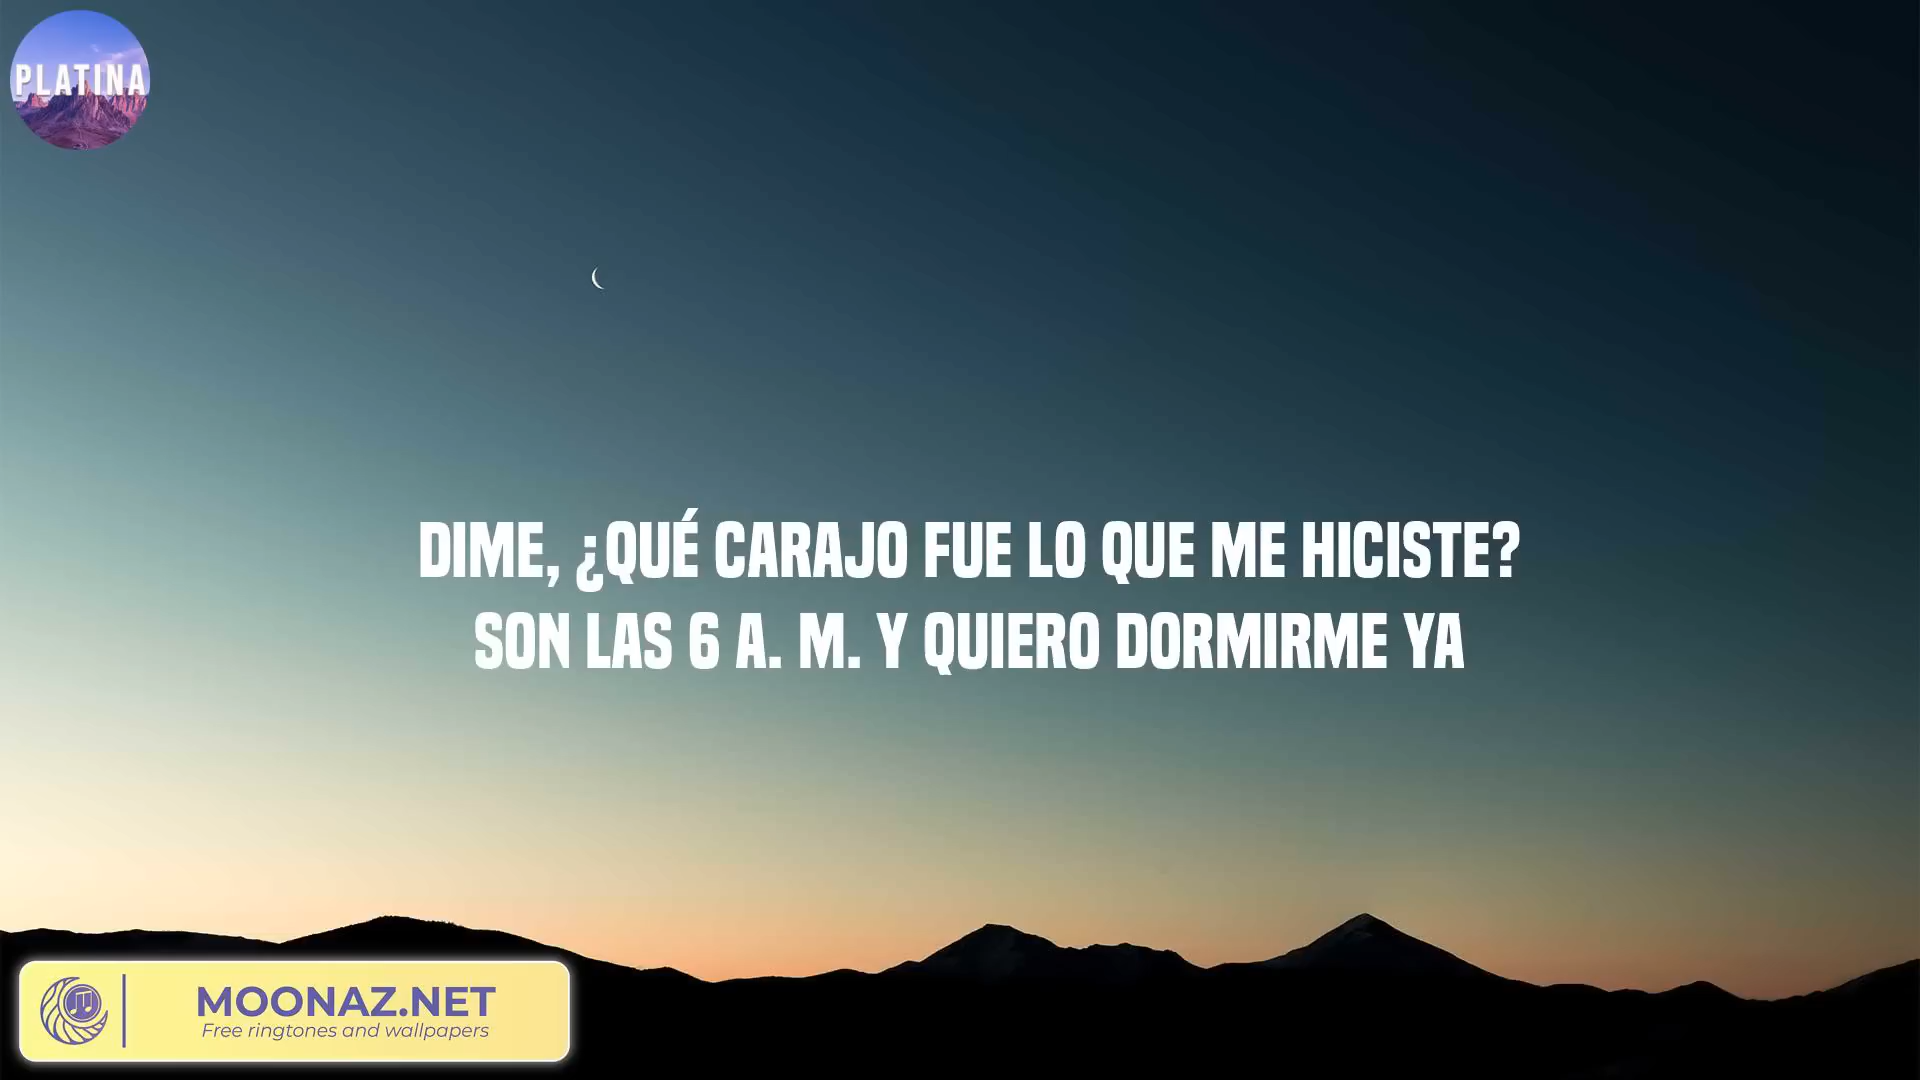 PLATINA
DIME, ¿QUÉ CARAJO FUE LO QUE ME HICISTE?
SON LAS 6 A. M. Y QUIERO DORMIRME YA
MOONAZ.NET
Free ringtones and wallpapers